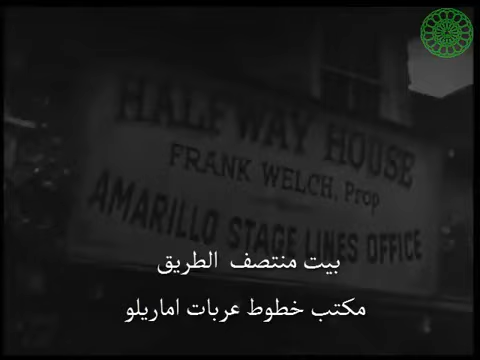 HALFWAY HOUSE
FRANK WELCH, Prop
AMARILLO STAGE LINES OFFICE
بيت منتصف الطريق
مكتب خطوط عربات اماريلو